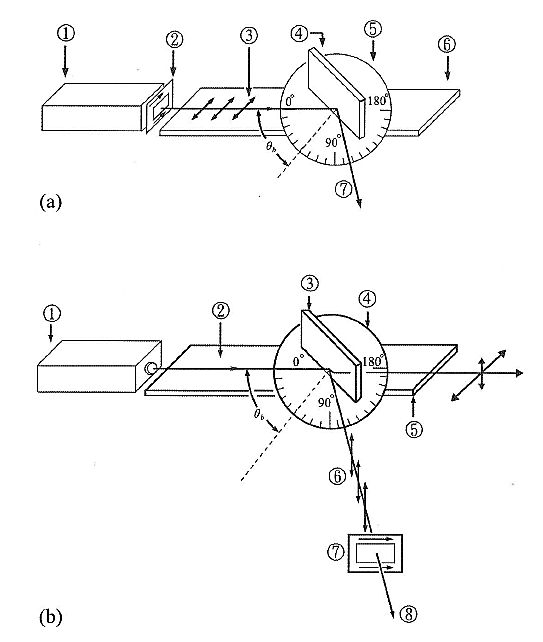 ① ② ③ ④ ⑤ ⑥
0° 180°
90°
θb
⑦
(a)
① ② ③ ④
0° 180°
90°
θb
⑤
⑥
⑦
⑧
(b)